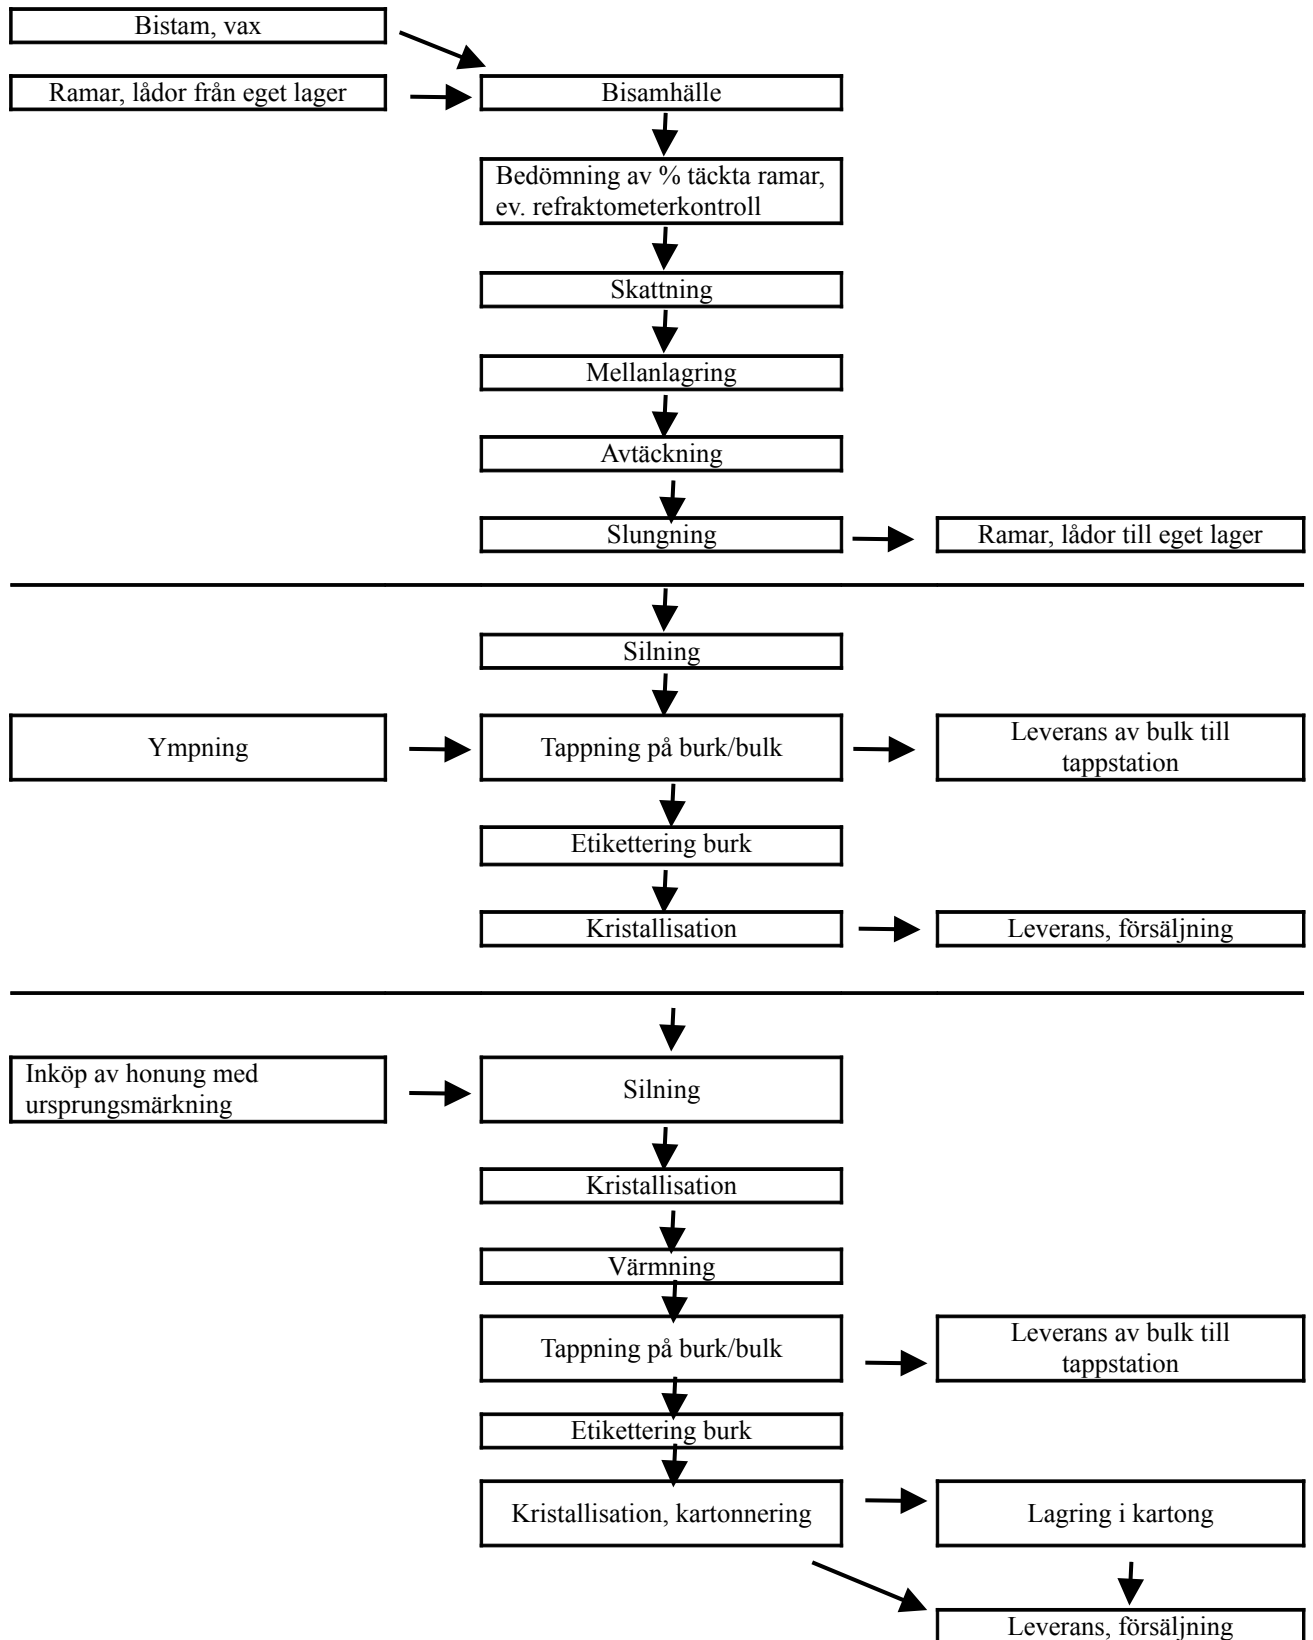 Bistam, vax
Ramar, lådor från eget lager
Bisamhälle
Bedömning av % täckta ramar,
ev. refraktometerkontroll
Skattning
Mellanlagring
Avtäckning
Slungning
Ramar, lådor till eget lager
Silning
Ympning
Tappning på burk/bulk
Leverans av bulk till
tappstation
Etikettering burk
Kristallisation
Leverans, försäljning
Inköp av honung med
ursprungsmärkning
Silning
Kristallisation
Värmning
Tappning på burk/bulk
Leverans av bulk till
tappstation
Etikettering burk
Kristallisation, kartonnering
Lagring i kartong
Leverans, försäljning